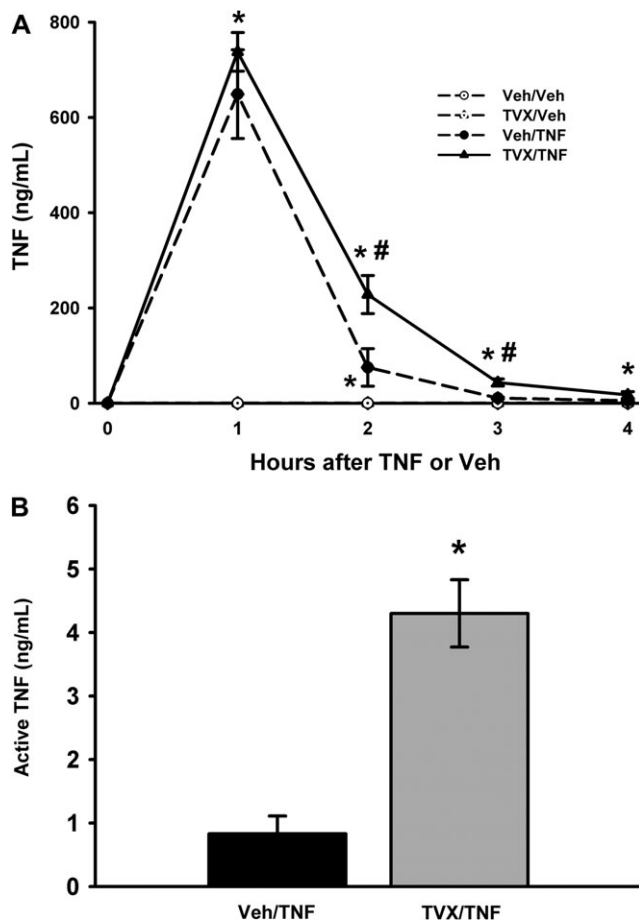 A
800
600
400
200
0
TNF (ng/mL)
*
* #
*
* #
*
Veh/Veh
TVX/Veh
Veh/TNF
TVX/TNF
0 1 2 3 4
Hours after TNF or Veh
B
6
5
4
3
2
1
0
Active TNF (ng/mL)
*
Veh/TNF TVX/TNF